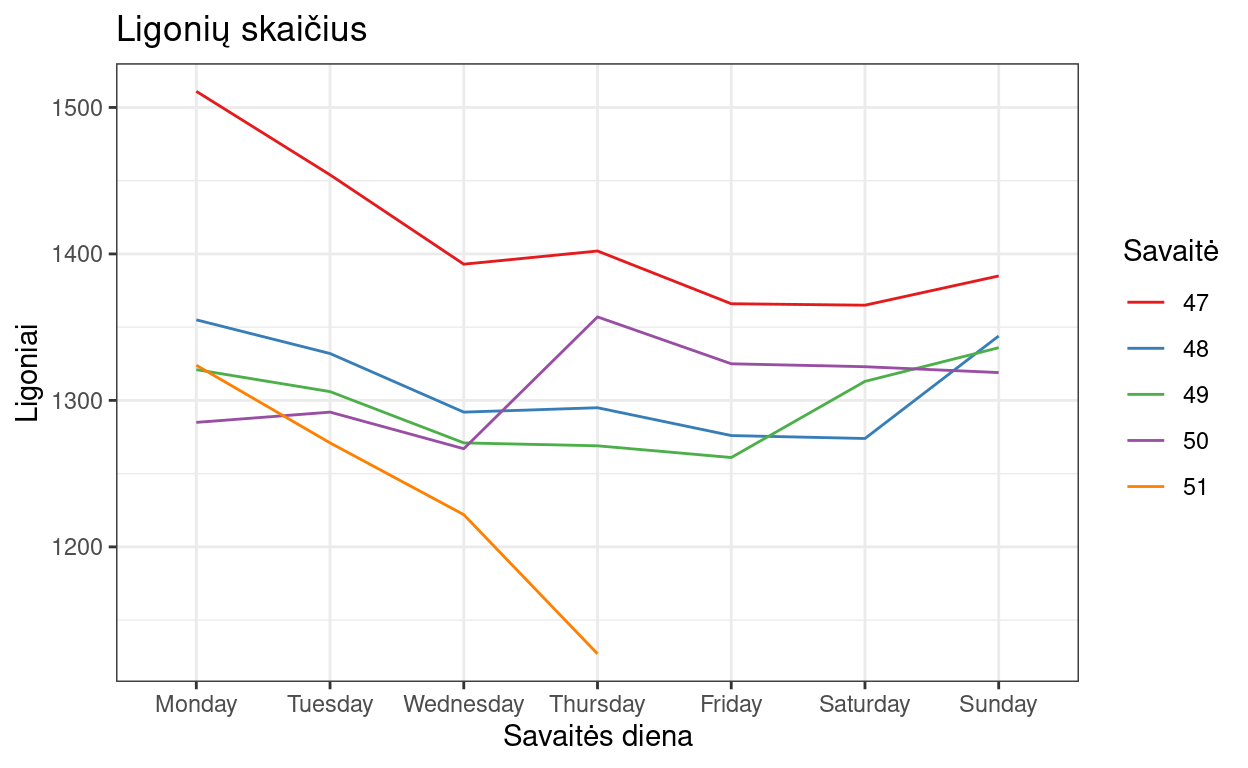 Ligonių skaičius
Ligoniai
1500
1400
1300
1200
Monday Tuesday Wednesday Thursday Friday Saturday Sunday
Savaitės diena
Savaitė
47
48
49
50
51